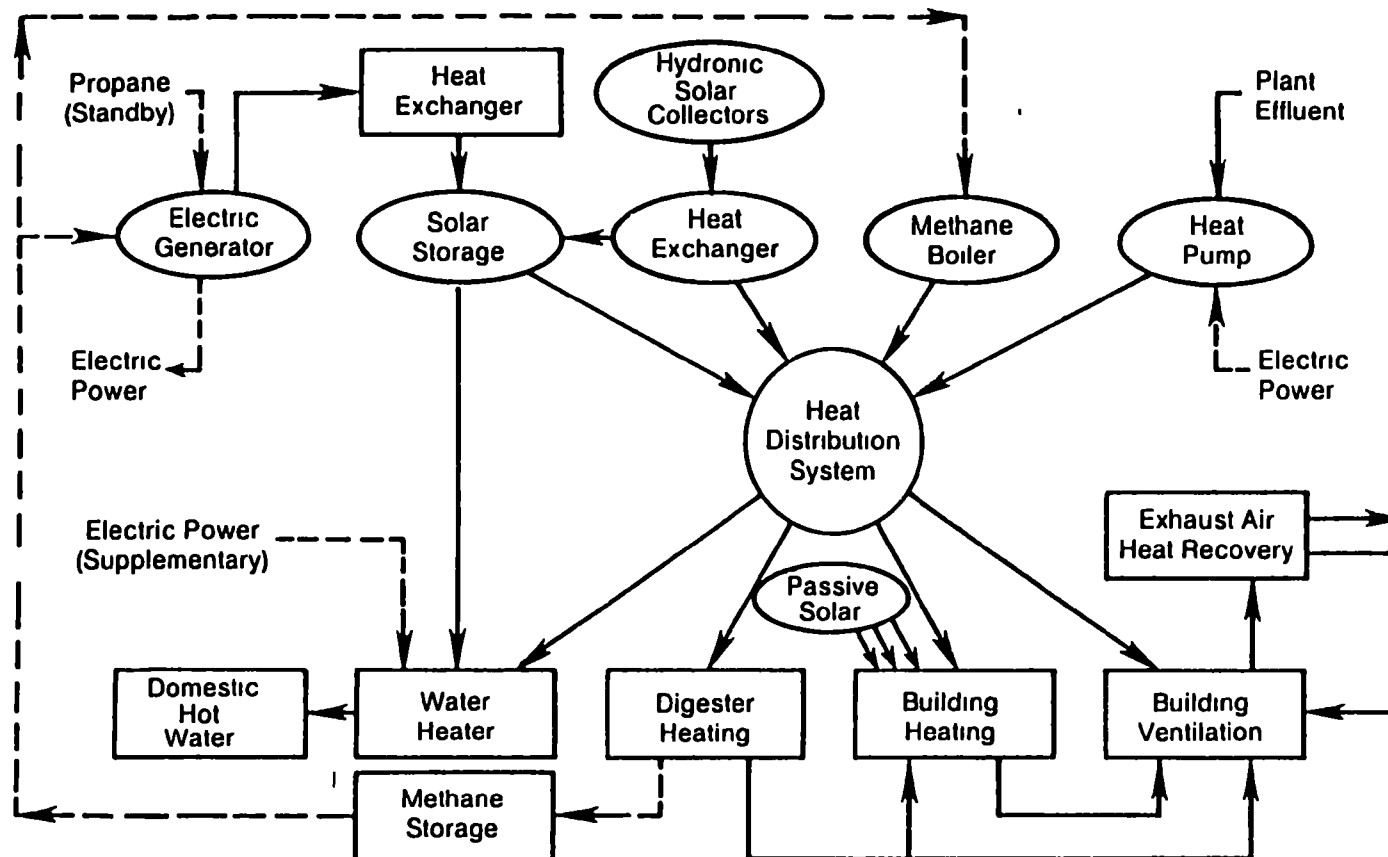 Propane
(Standby)
Heat
Exchanger
Hydronic
Solar
Collectors
Plant
Effluent
Electric
Generator
Solar
Storage
Heat
Exchanger
Methane
Boiler
Heat
Pump
Electric
Power
Electric
Power
Heat
Distribution
System
Electric Power
(Supplementary)
Exhaust Air
Heat Recovery
Passive
Solar
Domestic
Hot
Water
Water
Heater
Digester
Heating
Building
Heating
Building
Ventilation
Methane
Storage